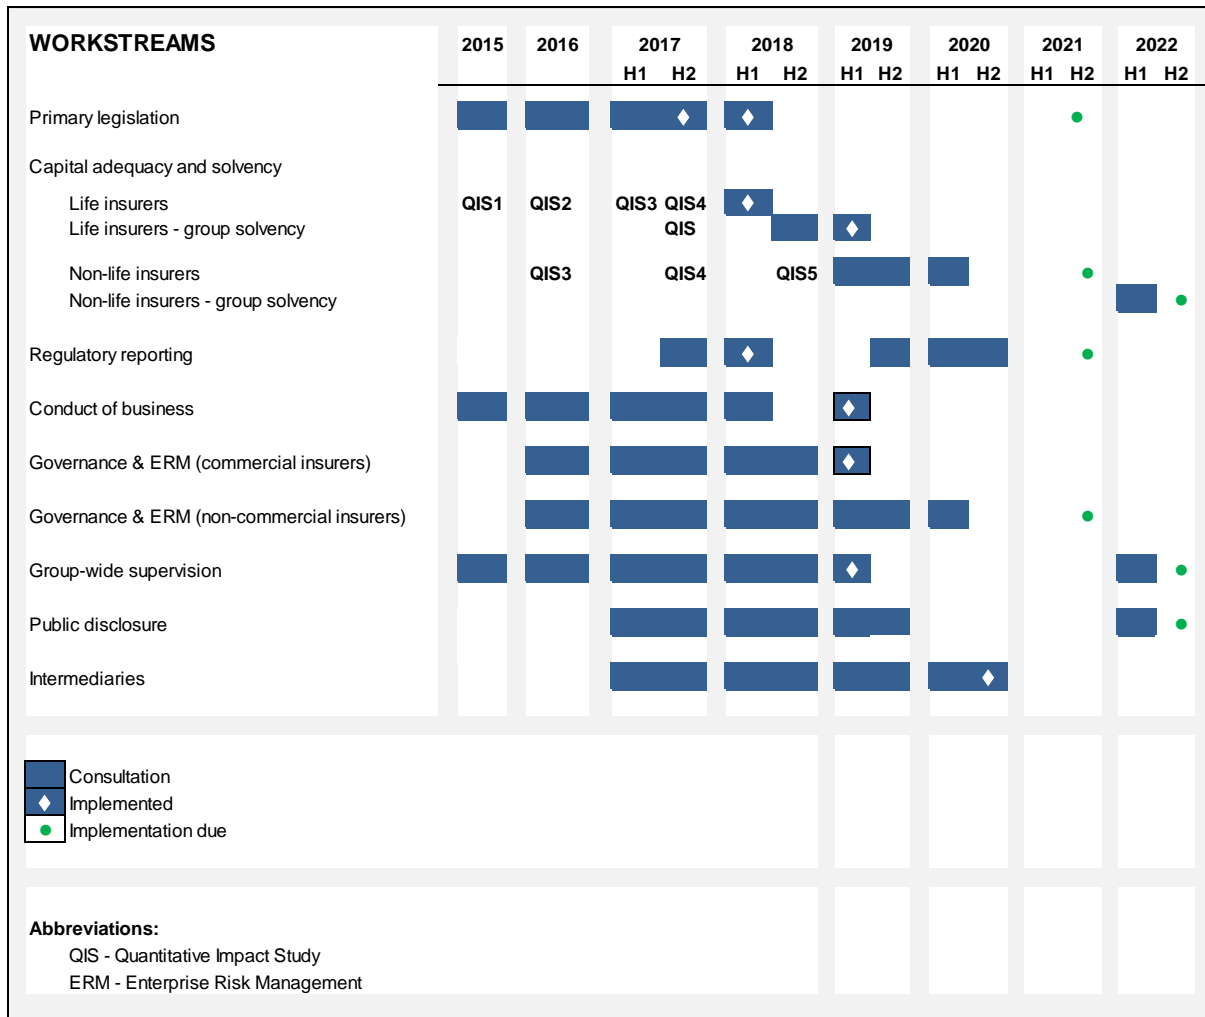 WORKSTREAMS 2015 2016 2017 2018 2019 2020 2021 2022
H1 H2 H1 H2 H1 H2 H1 H2 H1 H2 H1 H2
Primary legislation
Capital adequacy and solvency
Life insurers QIS1 QIS2 QIS3 QIS4
Life insurers - group solvency QIS
Non-life insurers QIS3 QIS4 QIS5
Non-life insurers - group solvency
Regulatory reporting
Conduct of business
Governance & ERM (commercial insurers)
Governance & ERM (non-commercial insurers)
Group-wide supervision
Public disclosure
Intermediaries
Consultation
Implemented
Implementation due
Abbreviations:
QIS - Quantitative Impact Study
ERM - Enterprise Risk Management